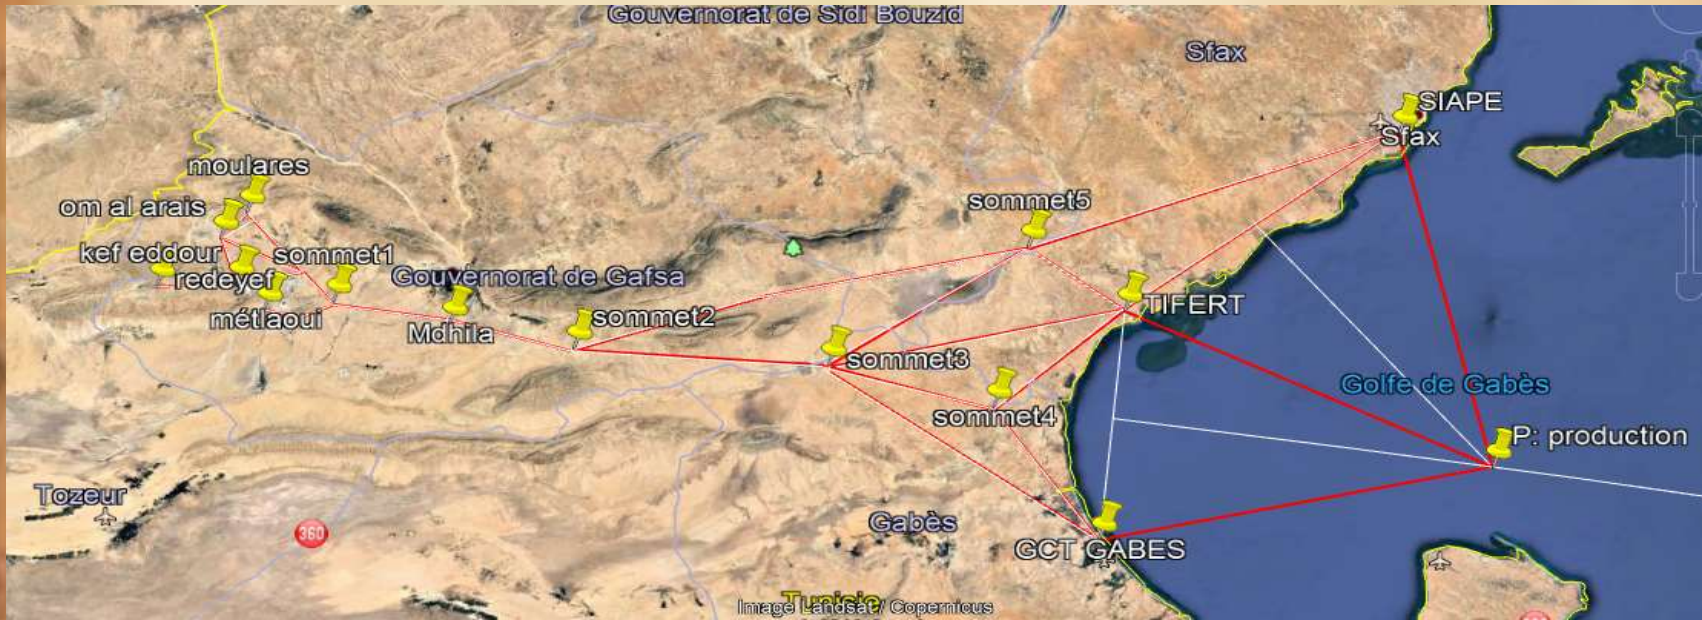 Gouvernorat de Sidi Bouzid
Sfax
SIAPE
Sfax
moulares
om al arais
sommet5
kef eddour
sommet1
redeyef
Gouvernorat de Gafsa
métlaoui
Mdhila
sommet2
TIFERT
sommet3
Golfe de Gabès
sommet4
P: production
Tozeur
360
Gabès
GCT GABES
Tunisie
Image Landsat / Copernicus